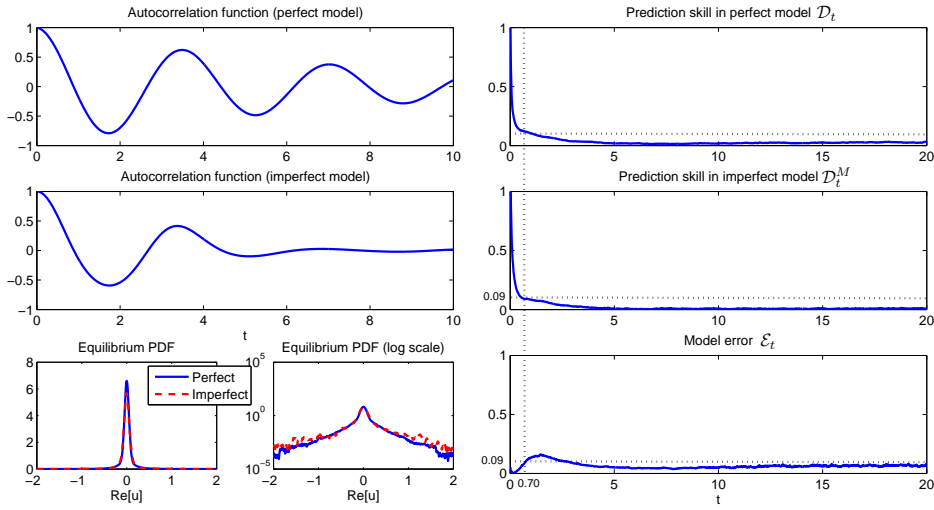 Autocorrelation function (perfect model)
1
0.5
0
−0.5
−1
0 2 4 6 8 10
Prediction skill in perfect model 𝒟t
1
0.5
0
0 5 10 15 20
Autocorrelation function (imperfect model)
1
0.5
0
−0.5
−1
0 2 4 6 8 10
t
Prediction skill in imperfect model 𝒟tᴹ
1
0.5
0.09
0
0 5 10 15 20
Equilibrium PDF
8
6
4
2
0
−2 −1 0 1 2
Re[u]
Perfect
Imperfect
Equilibrium PDF (log scale)
10^5
10^0
10^−5
−2 −1 0 1 2
Re[u]
Model error ℰt
1
0.5
0.09
0
0 0.70 5 10 15 20
t